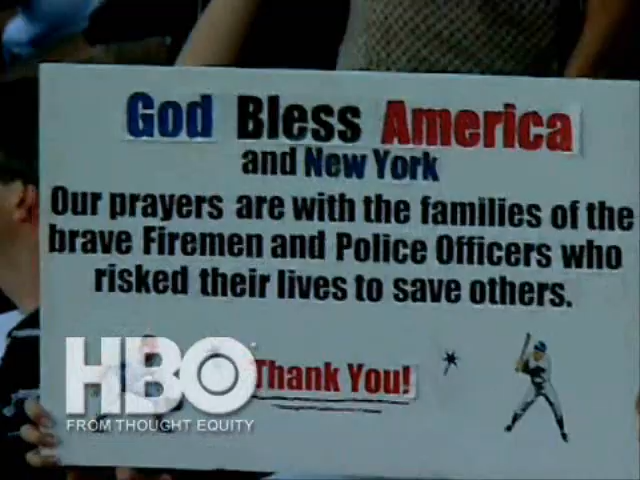 God Bless America
and New York
Our prayers are with the families of the
brave Firemen and Police Officers who
risked their lives to save others.
Thank You!
HBO
FROM THOUGHT EQUITY